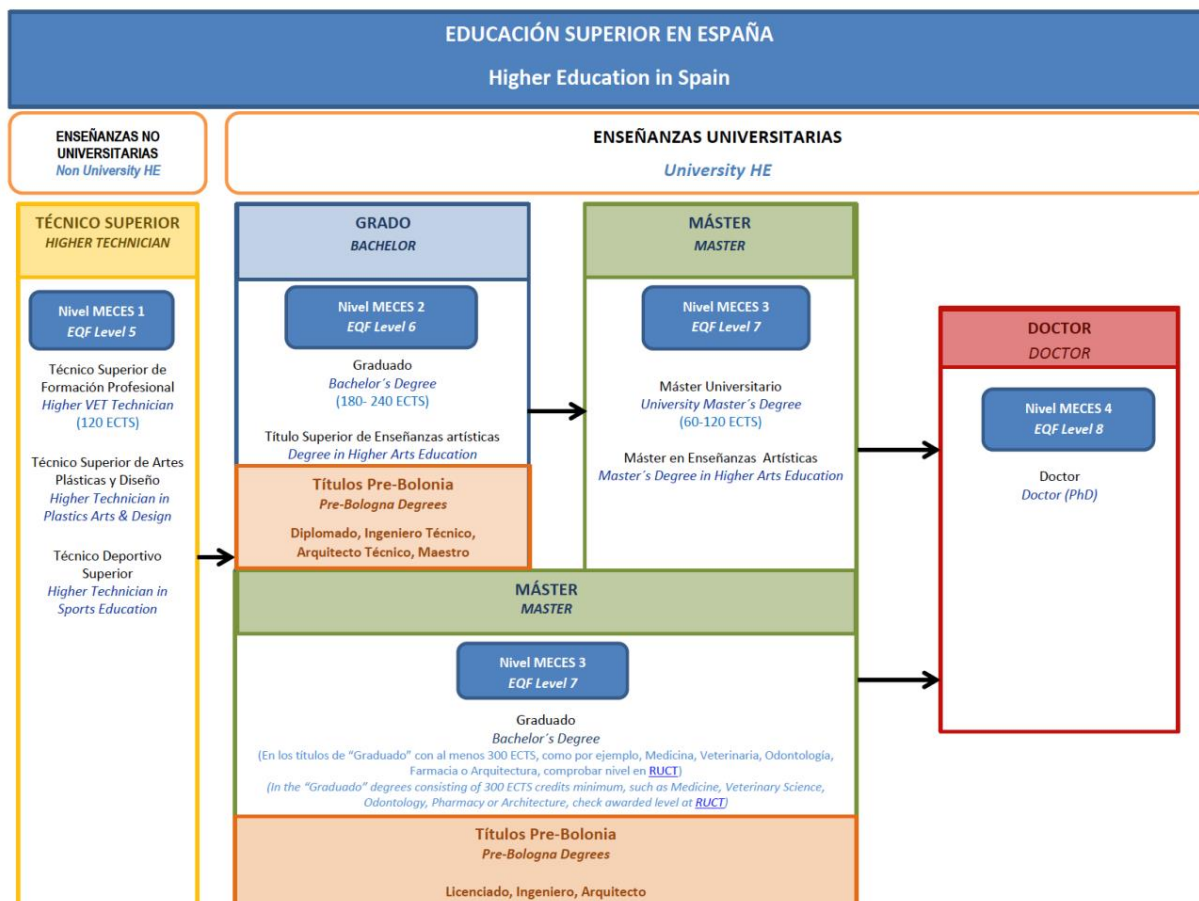 EDUCACIÓN SUPERIOR EN ESPAÑA
Higher Education in Spain
ENSEÑANZAS NO
UNIVERSITARIAS
Non University HE
ENSEÑANZAS UNIVERSITARIAS
University HE
TÉCNICO SUPERIOR
HIGHER TECHNICIAN
Nivel MECES 1
EQF Level 5
Técnico Superior de
Formación Profesional
Higher VET Technician
(120 ECTS)
Técnico Superior de Artes
Plásticas y Diseño
Higher Technician in
Plastics Arts & Design
Técnico Deportivo
Superior
Higher Technician in
Sports Education
GRADO
BACHELOR
Nivel MECES 2
EQF Level 6
Graduado
Bachelor´s Degree
(180- 240 ECTS)
Título Superior de Enseñanzas artísticas
Degree in Higher Arts Education
Títulos Pre-Bolonia
Pre-Bologna Degrees
Diplomado, Ingeniero Técnico,
Arquitecto Técnico, Maestro
MÁSTER
MASTER
Nivel MECES 3
EQF Level 7
Máster Universitario
University Master´s Degree
(60-120 ECTS)
Máster en Enseñanzas Artísticas
Master´s Degree in Higher Arts Education
MÁSTER
MASTER
Nivel MECES 3
EQF Level 7
Graduado
Bachelor´s Degree
(En los títulos de “Graduado” con al menos 300 ECTS, como por ejemplo, Medicina, Veterinaria, Odontología,
Farmacia o Arquitectura, comprobar nivel en RUCT)
(In the “Graduado” degrees consisting of 300 ECTS credits minimum, such as Medicine, Veterinary Science,
Odontology, Pharmacy or Architecture, check awarded level at RUCT)
Títulos Pre-Bolonia
Pre-Bologna Degrees
Licenciado, Ingeniero, Arquitecto
DOCTOR
DOCTOR
Nivel MECES 4
EQF Level 8
Doctor
Doctor (PhD)